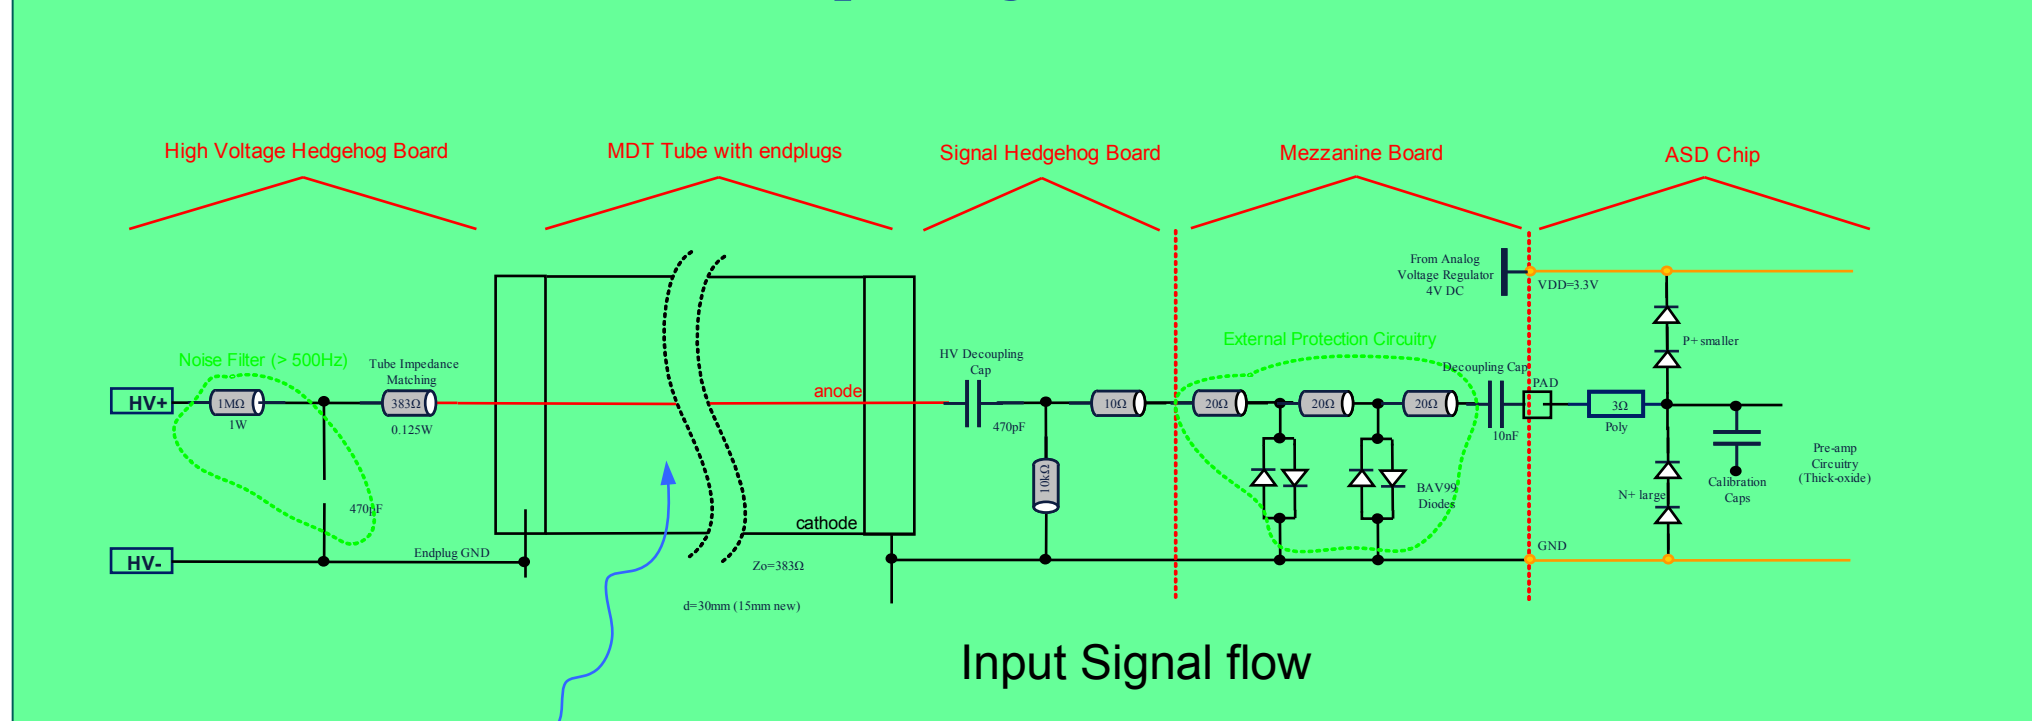 High Voltage Hedgehog Board
MDT Tube with endplugs
Signal Hedgehog Board
Mezzanine Board
ASD Chip
From Analog
Voltage Regulator
4V DC
VDD=3.3V
Noise Filter (> 500Hz)
Tube Impedance
Matching
HV Decoupling
Cap
External Protection Circuitry
Decoupling Cap
P+ smaller
PAD
HV+
1MΩ
1W
383Ω
0.125W
anode
470pF
10Ω
20Ω
20Ω
20Ω
10nF
3Ω
Poly
10kΩ
BAV99
Diodes
N+ large
Calibration
Caps
Pre-amp
Circuitry
(Thick-oxide)
470pF
cathode
HV-
Endplug GND
GND
Zo=383Ω
d=30mm (15mm new)
Input Signal flow